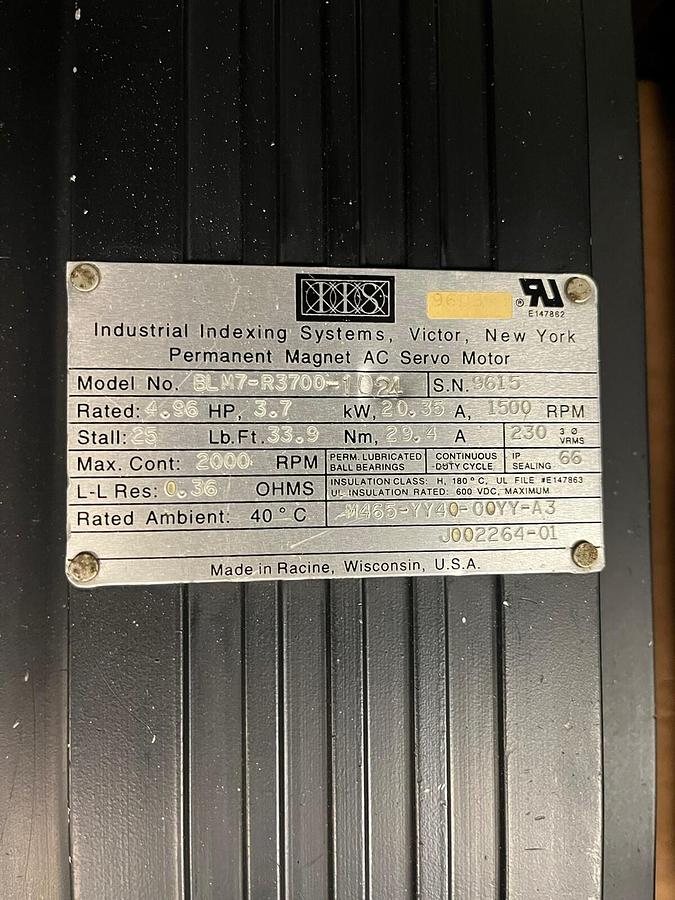 IIS
® UR
E147862
Industrial Indexing Systems, Victor, New York
Permanent Magnet AC Servo Motor
Model No. BLM7-R3700-1024 S.N. 9615
Rated: 4.96 HP, 3.7 kW, 20.35 A, 1500 RPM
Stall: 25 Lb.Ft. 33.9 Nm, 29.4 A 230 3 Ø VRMS
Max. Cont: 2000 RPM PERM. LUBRICATED BALL BEARINGS CONTINUOUS -DUTY CYCLE IP SEALING 66
L-L Res: 0.36 OHMS INSULATION CLASS: H, 180°C, UL FILE #E147863
UL INSULATION RATED: 600 VDC, MAXIMUM
Rated Ambient: 40°C M465-YY40-00YY-A3
J002264-01
Made in Racine, Wisconsin, U.S.A.